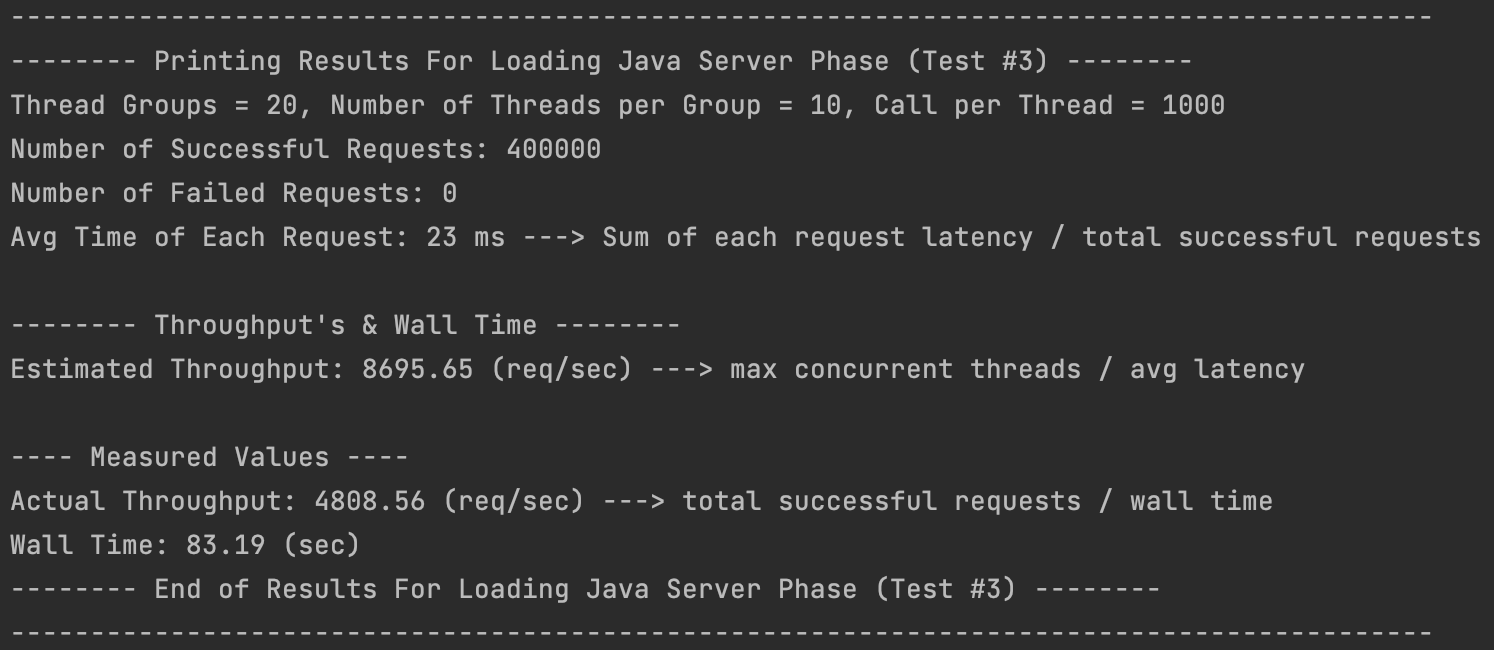 -----------------------------------------------------------------------------------------
-------- Printing Results For Loading Java Server Phase (Test #3) --------
Thread Groups = 20, Number of Threads per Group = 10, Call per Thread = 1000
Number of Successful Requests: 400000
Number of Failed Requests: 0
Avg Time of Each Request: 23 ms ---> Sum of each request latency / total successful requests
-------- Throughput's & Wall Time --------
Estimated Throughput: 8695.65 (req/sec) ---> max concurrent threads / avg latency
---- Measured Values ----
Actual Throughput: 4808.56 (req/sec) ---> total successful requests / wall time
Wall Time: 83.19 (sec)
-------- End of Results For Loading Java Server Phase (Test #3) --------
-----------------------------------------------------------------------------------------